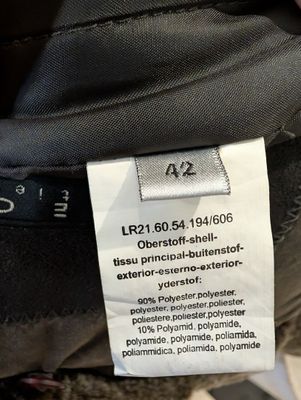 42
LR21.60.54.194/606
Oberstoff-shell-
tissu principal-buitenstof-
exterior-esterno-exterior-
yderstof:
90% Polyester,polyester,
polyester, polyester,poliester,
poliestere,poliester,polyester
10% Polyamid, polyamide,
polyamide, polyamide, poliamida,
poliammidica, poliamida, polyamide